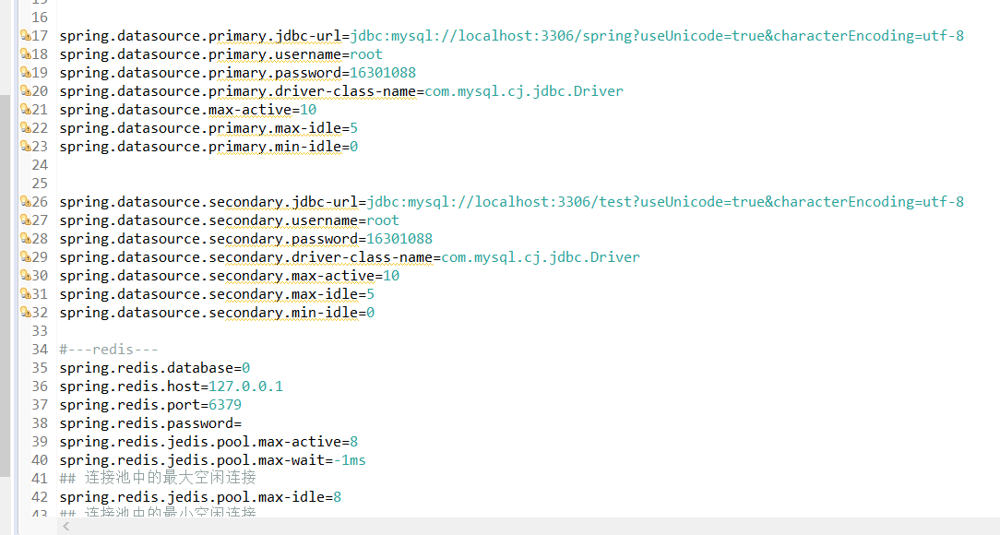 16
17 spring.datasource.primary.jdbc-url=jdbc:mysql://localhost:3306/spring?useUnicode=true&characterEncoding=utf-8
18 spring.datasource.primary.username=root
19 spring.datasource.primary.password=16301088
20 spring.datasource.primary.driver-class-name=com.mysql.cj.jdbc.Driver
21 spring.datasource.max-active=10
22 spring.datasource.primary.max-idle=5
23 spring.datasource.primary.min-idle=0
24
25
26 spring.datasource.secondary.jdbc-url=jdbc:mysql://localhost:3306/test?useUnicode=true&characterEncoding=utf-8
27 spring.datasource.secondary.username=root
28 spring.datasource.secondary.password=16301088
29 spring.datasource.secondary.driver-class-name=com.mysql.cj.jdbc.Driver
30 spring.datasource.secondary.max-active=10
31 spring.datasource.secondary.max-idle=5
32 spring.datasource.secondary.min-idle=0
33
34 #---redis---
35 spring.redis.database=0
36 spring.redis.host=127.0.0.1
37 spring.redis.port=6379
38 spring.redis.password=
39 spring.redis.jedis.pool.max-active=8
40 spring.redis.jedis.pool.max-wait=-1ms
41 ## 连接池中的最大空闲连接
42 spring.redis.jedis.pool.max-idle=8
43 ## 连接池中的最小空闲连接